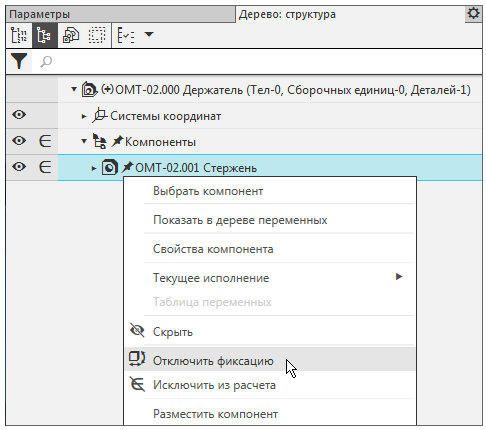 Параметры Дерево: структура
(+)ОМТ-02.000 Держатель (Тел-0, Сборочных единиц-0, Деталей-1)
Системы координат
Компоненты
ОМТ-02.001 Стержень
Выбрать компонент
Показать в дереве переменных
Свойства компонента
Текущее исполнение
Таблица переменных
Скрыть
Отключить фиксацию
Исключить из расчета
Разместить компонент